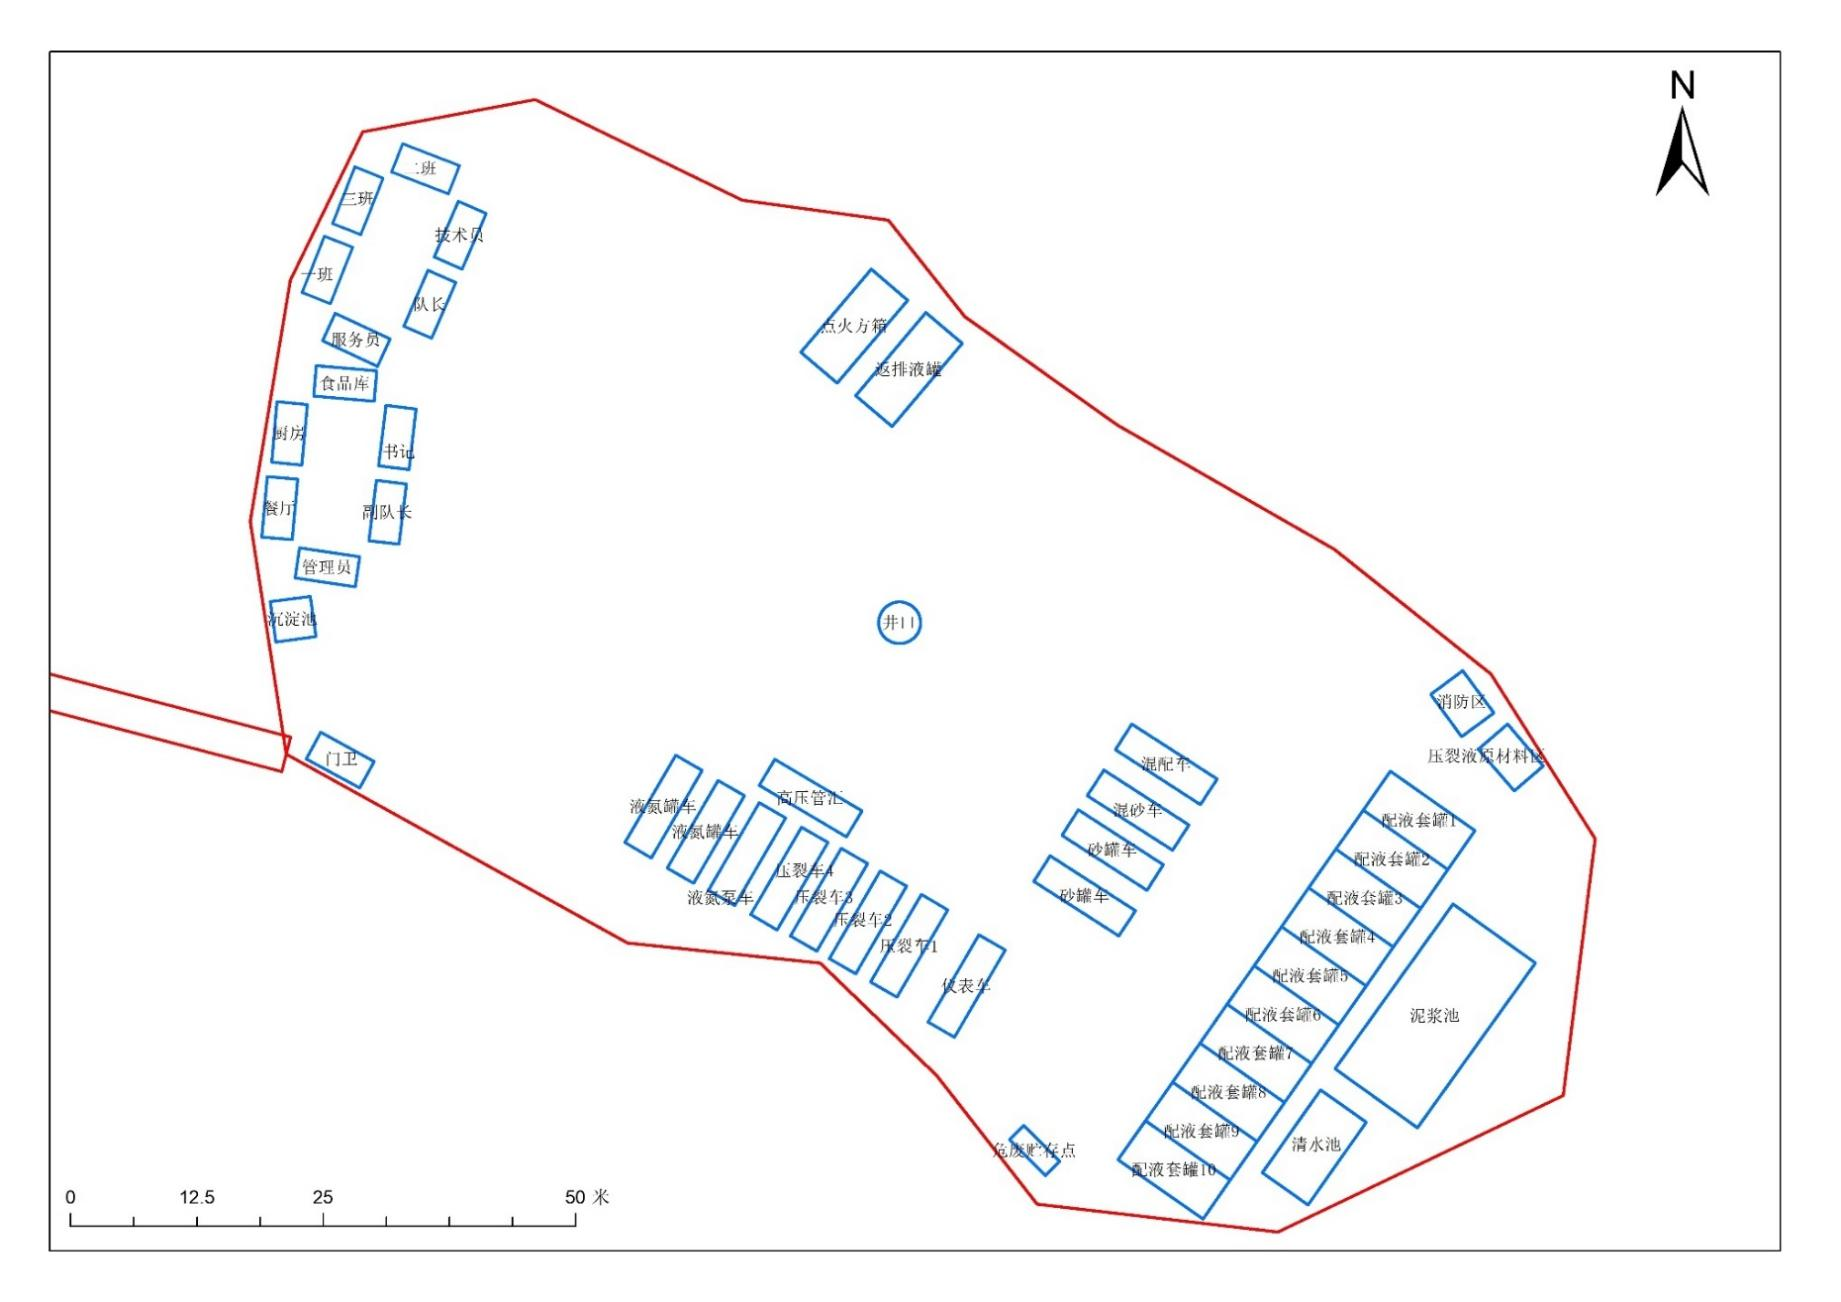 N
二班
三班
技术员
一班
队长
服务员
食品库
厨房
书记
餐厅
副队长
管理员
沉淀池
门卫
点火方箱
返排液罐
井口
消防区
压裂液原材料区
混配车
混砂车
砂罐车
砂罐车
高压管汇
液氮罐车
液氮罐车
液氮泵车
压裂车4
压裂车3
压裂车2
压裂车1
仪表车
配液套罐1
配液套罐2
配液套罐3
配液套罐4
配液套罐5
配液套罐6
配液套罐7
配液套罐8
配液套罐9
配液套罐10
泥浆池
清水池
危废贮存点
0 12.5 25 50 米